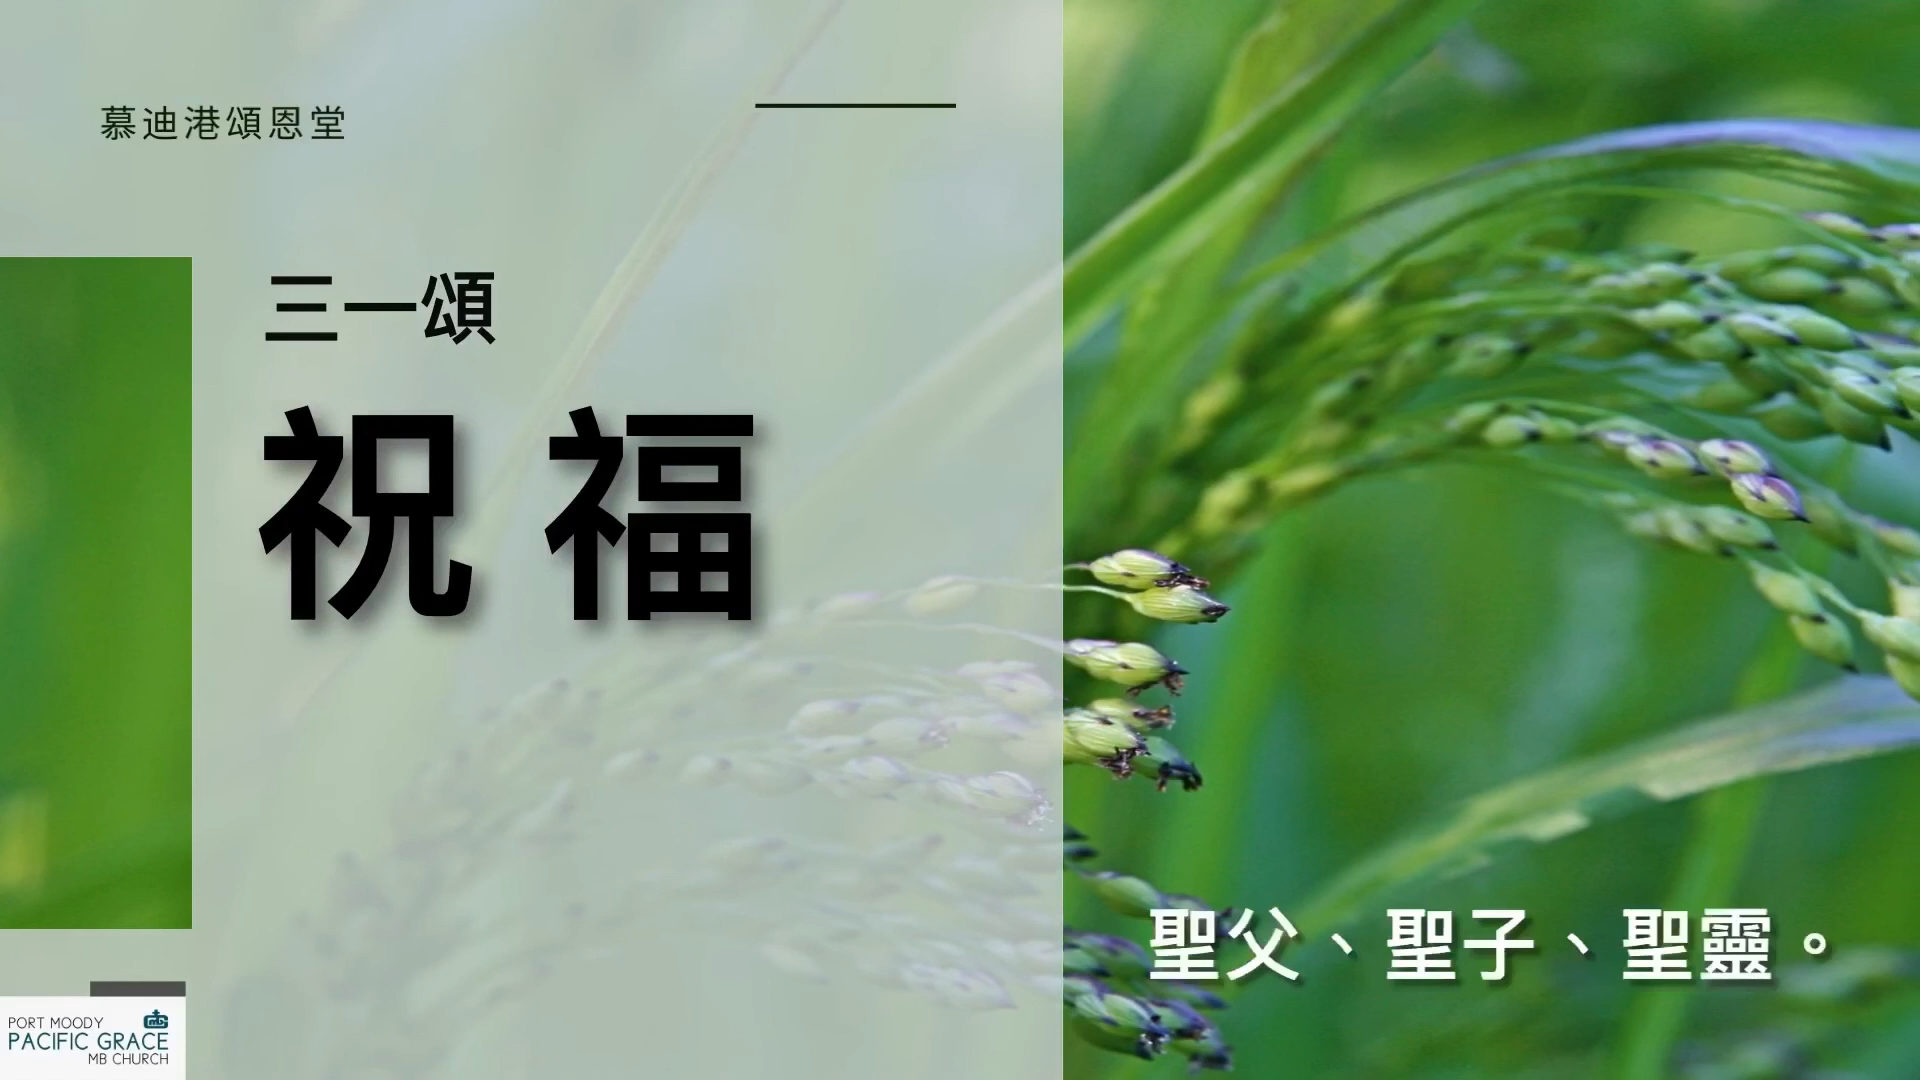 慕迪港頌恩堂
三一頌
祝福
聖父、聖子、聖靈。
PORT MOODY
PACIFIC GRACE
MB CHURCH